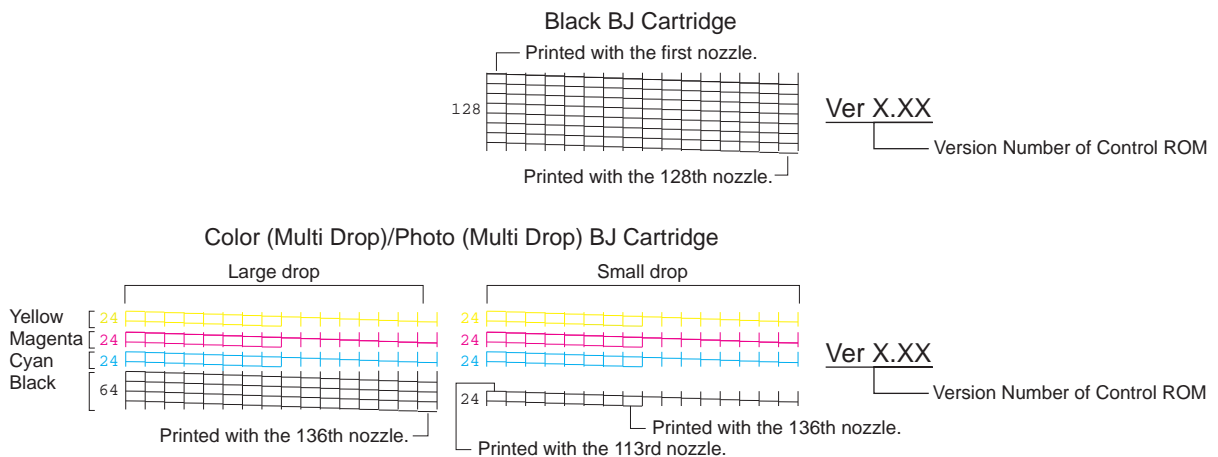 Black BJ Cartridge
Printed with the first nozzle.
128
Ver X.XX
Version Number of Control ROM
Printed with the 128th nozzle.
Color (Multi Drop)/Photo (Multi Drop) BJ Cartridge
Large drop
Small drop
Yellow 24 24
Magenta 24 24
Cyan 24 24
Ver X.XX
Black 64 24
Version Number of Control ROM
Printed with the 136th nozzle.
Printed with the 136th nozzle.
Printed with the 113rd nozzle.